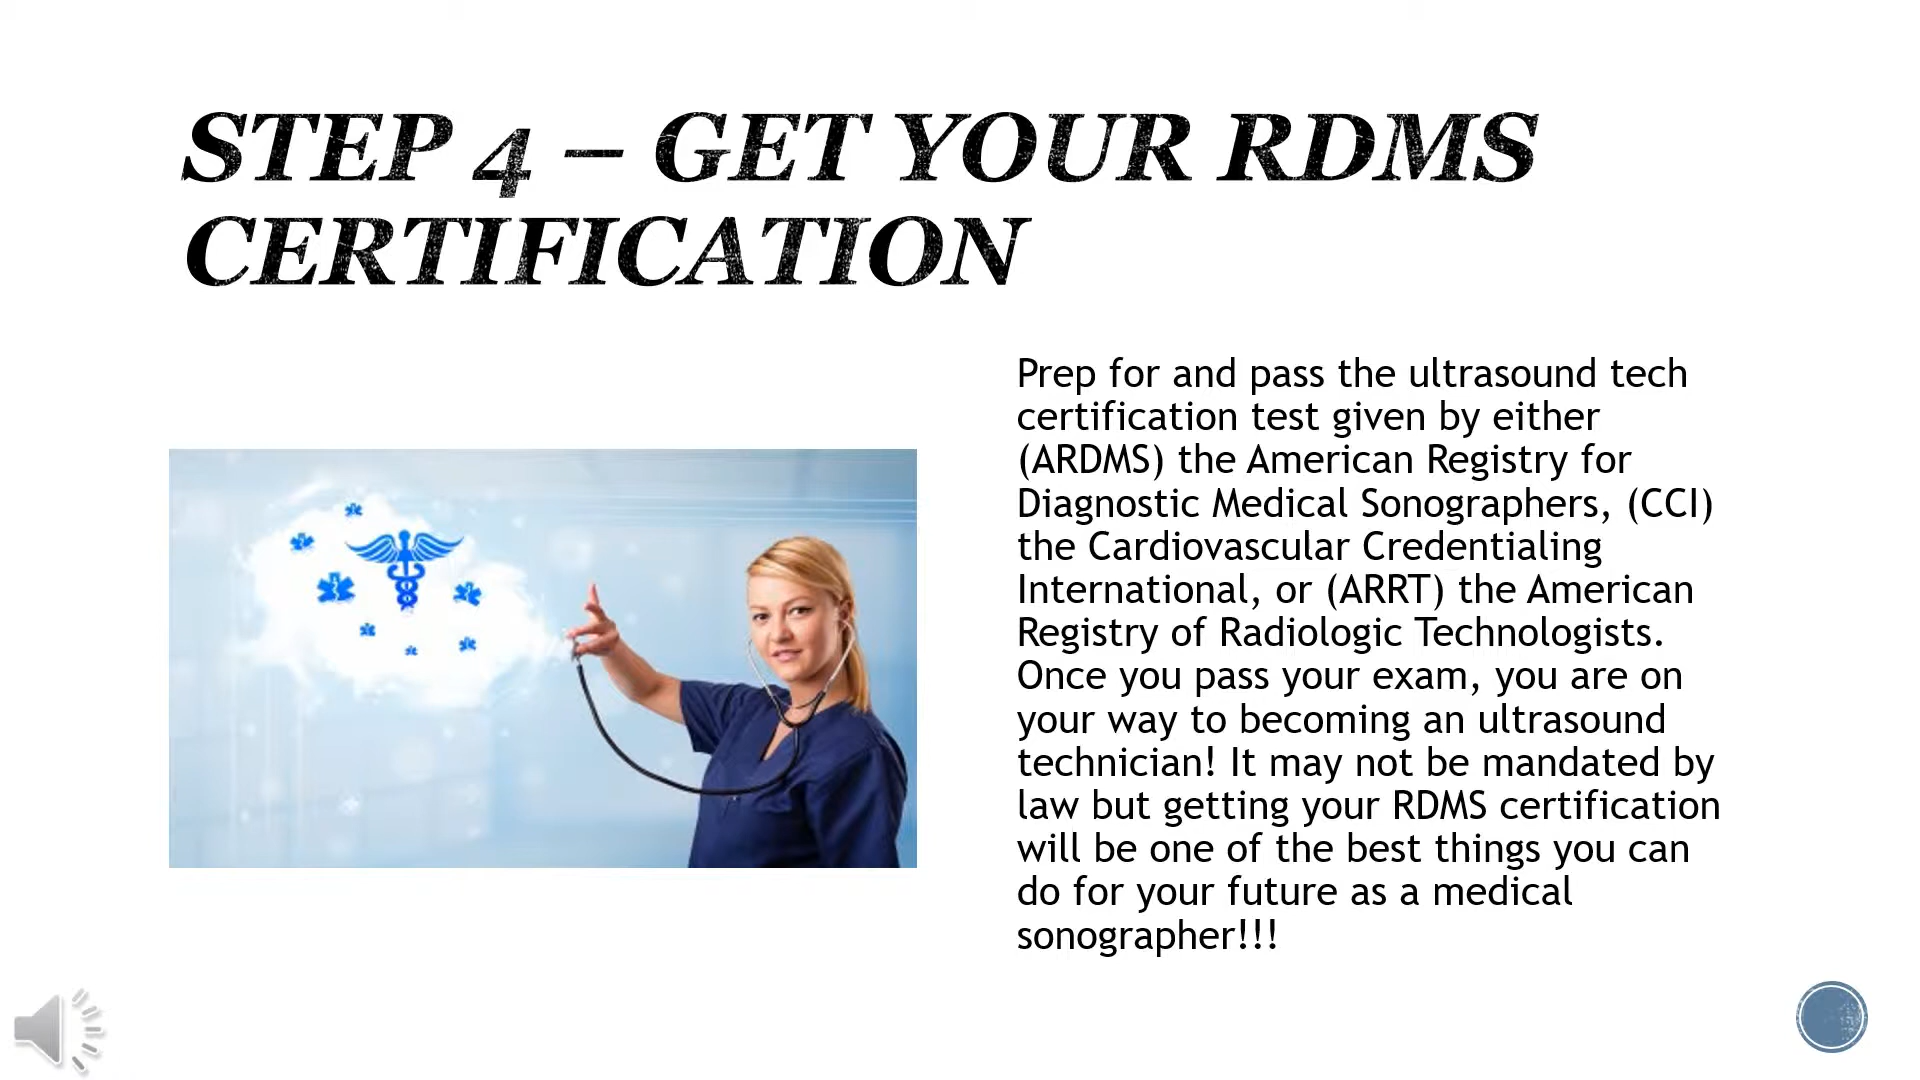 STEP 4 – GET YOUR RDMS
CERTIFICATION
Prep for and pass the ultrasound tech
certification test given by either
(ARDMS) the American Registry for
Diagnostic Medical Sonographers, (CCI)
the Cardiovascular Credentialing
International, or (ARRT) the American
Registry of Radiologic Technologists.
Once you pass your exam, you are on
your way to becoming an ultrasound
technician! It may not be mandated by
law but getting your RDMS certification
will be one of the best things you can
do for your future as a medical
sonographer!!!